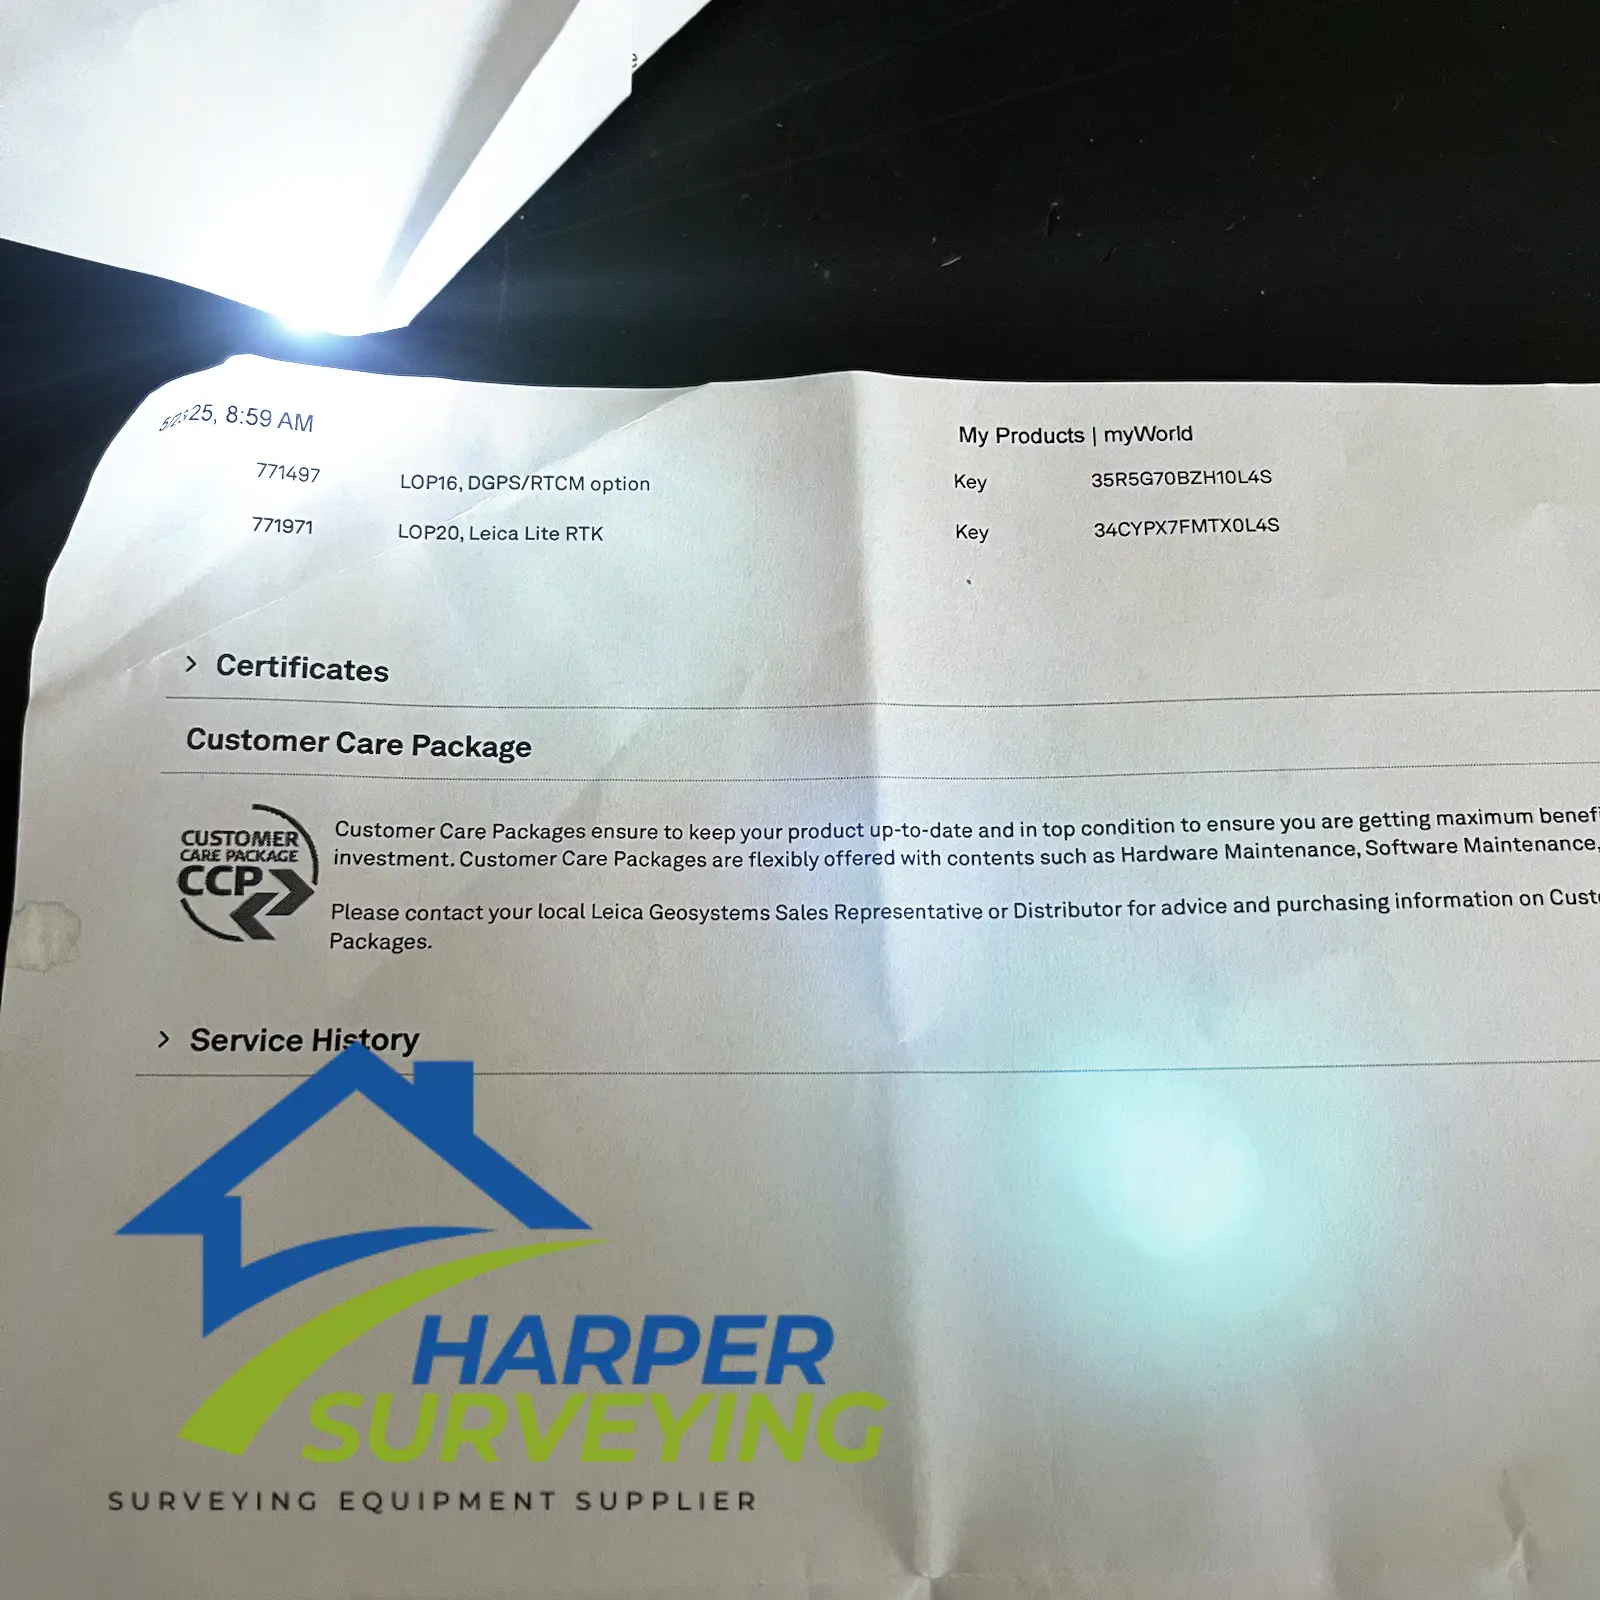 25, 8:59 AM
My Products | myWorld
771497 LOP16, DGPS/RTCM option Key 35R5G70BZH10L4S
771971 LOP20, Leica Lite RTK Key 34CYPX7FMTX0L4S
> Certificates
Customer Care Package
CUSTOMER
CARE PACKAGE
CCP
Customer Care Packages ensure to keep your product up-to-date and in top condition to ensure you are getting maximum benefi
investment. Customer Care Packages are flexibly offered with contents such as Hardware Maintenance, Software Maintenance,
Please contact your local Leica Geosystems Sales Representative or Distributor for advice and purchasing information on Custo
Packages.
> Service History
HARPER
SURVEYING
SURVEYING EQUIPMENT SUPPLIER